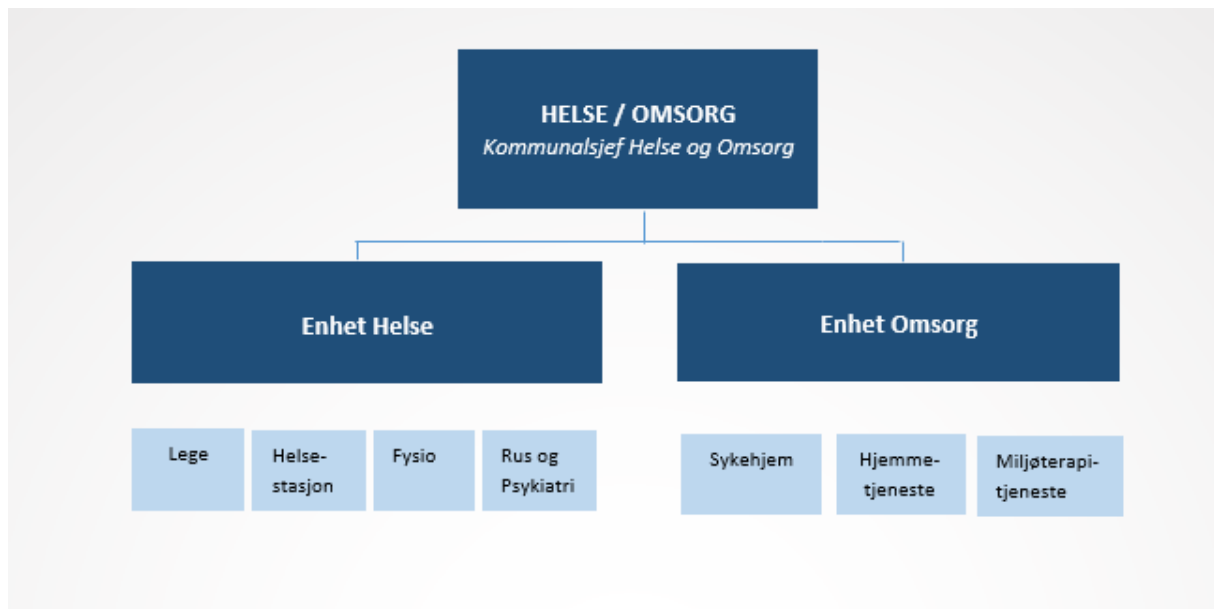 HELSE / OMSORG
Kommunalsjef Helse og Omsorg
Enhet Helse
Enhet Omsorg
Lege
Helse-
stasjon
Fysio
Rus og
Psykiatri
Sykehjem
Hjemme-
tjeneste
Miljøterapi-
tjeneste